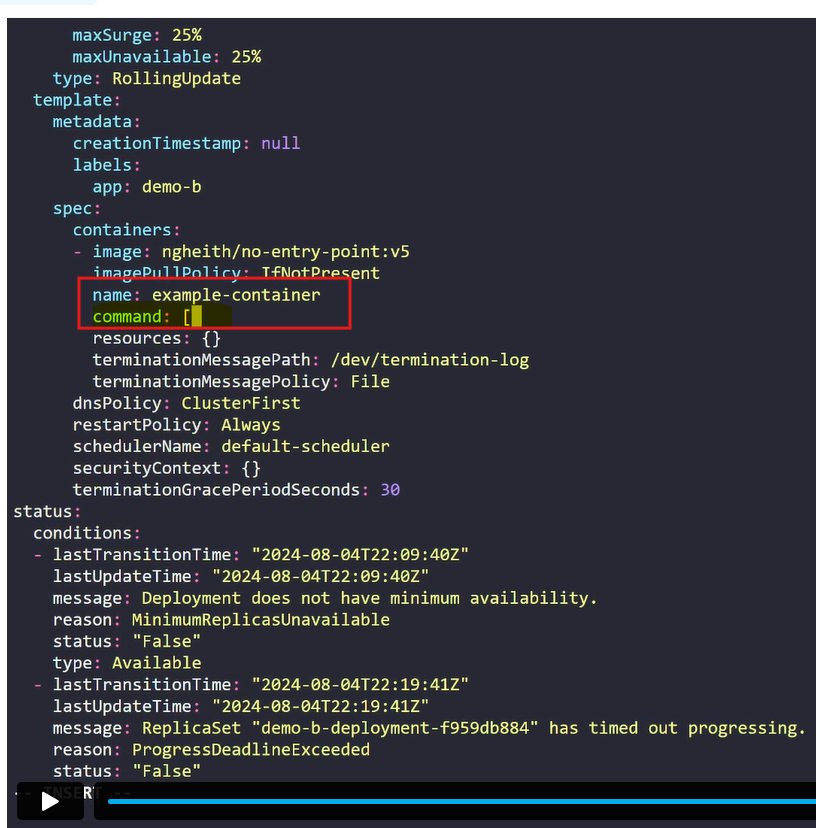 maxSurge: 25%
maxUnavailable: 25%
type: RollingUpdate
template:
metadata:
creationTimestamp: null
labels:
app: demo-b
spec:
containers:
- image: ngheith/no-entry-point:v5
imagePullPolicy: IfNotPresent
name: example-container
command: [
resources: {}
terminationMessagePath: /dev/termination-log
terminationMessagePolicy: File
dnsPolicy: ClusterFirst
restartPolicy: Always
schedulerName: default-scheduler
securityContext: {}
terminationGracePeriodSeconds: 30
status:
conditions:
- lastTransitionTime: "2024-08-04T22:09:40Z"
lastUpdateTime: "2024-08-04T22:09:40Z"
message: Deployment does not have minimum availability.
reason: MinimumReplicasUnavailable
status: "False"
type: Available
- lastTransitionTime: "2024-08-04T22:19:41Z"
lastUpdateTime: "2024-08-04T22:19:41Z"
message: ReplicaSet "demo-b-deployment-f959db884" has timed out progressing.
reason: ProgressDeadlineExceeded
status: "False"
-- INSERT --